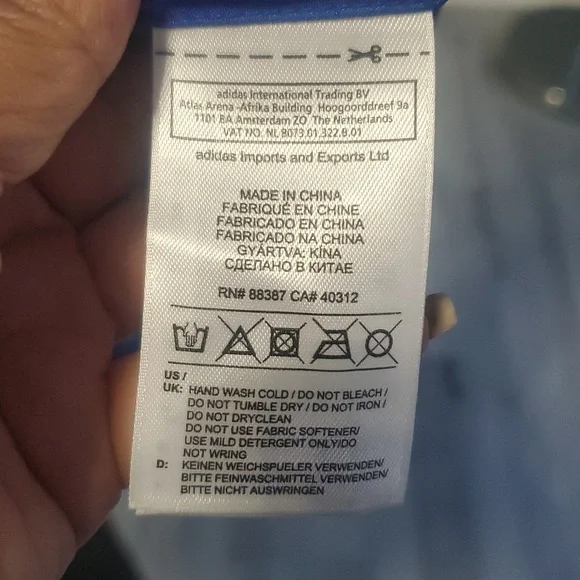 adidas International Trading BV
Atlas Arena -Afrika Building Hoogoorddreef 9a
1101 BA Amsterdam ZO The Netherlands
VAT NO. NL 8073.01.322.B.01
adidas Imports and Exports Ltd
MADE IN CHINA
FABRIQUÉ EN CHINE
FABRICADO EN CHINA
FABRICADO NA CHINA
GYÁRTVA: KÍNA
СДЕЛАНО В КИТАЕ
RN# 88387 CA# 40312
US /
UK: HAND WASH COLD / DO NOT BLEACH /
DO NOT TUMBLE DRY / DO NOT IRON /
DO NOT DRYCLEAN
DO NOT USE FABRIC SOFTENER/
USE MILD DETERGENT ONLY/DO
NOT WRING
D: KEINEN WEICHSPUELER VERWENDEN/
BITTE FEINWASCHMITTEL VERWENDEN/
BITTE NICHT AUSWRINGEN